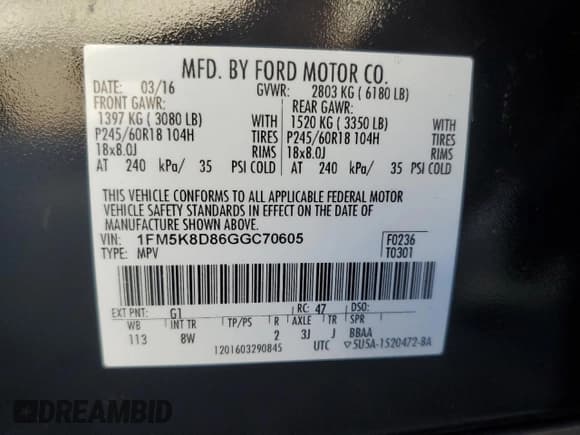 MFD. BY FORD MOTOR CO.
DATE: 03/16 GVWR: 2803 KG ( 6180 LB)
FRONT GAWR: REAR GAWR:
1397 KG ( 3080 LB) WITH 1520 KG ( 3350 LB) WITH
P245/60R18 104H TIRES P245/60R18 104H TIRES
18x8.0J RIMS 18x8.0J RIMS
AT 240 kPa/ 35 PSI COLD AT 240 kPa/ 35 PSI COLD
THIS VEHICLE CONFORMS TO ALL APPLICABLE FEDERAL MOTOR
VEHICLE SAFETY STANDARDS IN EFFECT ON THE DATE OF
MANUFACTURE SHOWN ABOVE.
VIN: 1FM5K8D86GGC70605 F0236
TYPE: MPV T0301
EXT PNT: G1 RC: 47 DSO:
WB INT TR TP/PS R AXLE TR SPR
113 8W 2 3J J BBAA
1201603290845 UTC ▽5U5A-1520472-BA
DREAMBID